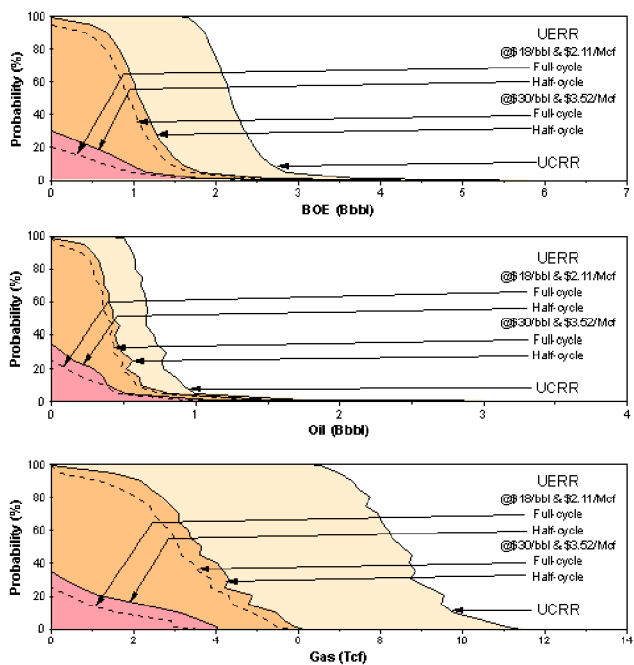 100
80
60
40
20
0
Probability (%)
UERR
@$18/bbl & $2.11/Mcf
Full-cycle
Half-cycle
@$30/bbl & $3.52/Mcf
Full-cycle
Half-cycle
UCRR
0 1 2 3 4 5 6 7
BOE (Bbbl)
100
80
60
40
20
0
Probability (%)
UERR
@$18/bbl & $2.11/Mcf
Full-cycle
Half-cycle
@$30/bbl & $3.52/Mcf
Full-cycle
Half-cycle
UCRR
0 1 2 3 4
Oil (Bbbl)
100
80
60
40
20
0
Probability (%)
UERR
@$18/bbl & $2.11/Mcf
Full-cycle
Half-cycle
@$30/bbl & $3.52/Mcf
Full-cycle
Half-cycle
UCRR
0 2 4 6 8 10 12 14
Gas (Tcf)